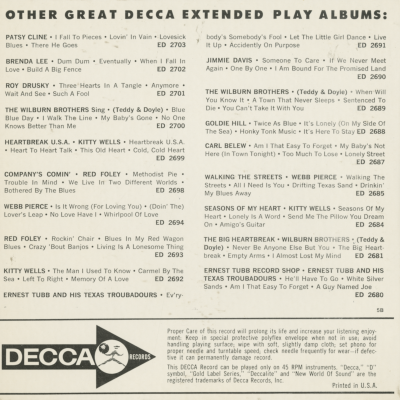 OTHER GREAT DECCA EXTENDED PLAY ALBUMS:
PATSY CLINE • I Fall To Pieces • Lovin' In Vain • Lovesick
Blues • There He Goes ED 2703
BRENDA LEE • Dum Dum • Eventually • When I Fall In
Love • Build A Big Fence ED 2702
ROY DRUSKY • Three Hearts In A Tangle • Anymore •
Wait And See • Such A Fool ED 2701
THE WILBURN BROTHERS Sing • (Teddy & Doyle) • Blue
Blue Day • I Walk The Line • My Baby's Gone • No One
Knows Better Than Me ED 2700
HEARTBREAK U.S.A. • KITTY WELLS • Heartbreak U.S.A.
• Heart To Heart Talk • This Old Heart • Cold, Cold Heart
ED 2699
COMPANY'S COMIN' • RED FOLEY • Methodist Pie •
Trouble In Mind • We Live In Two Different Worlds •
Bothered By The Blues ED 2698
WEBB PIERCE • Is It Wrong (For Loving You) • (Doin' The)
Lover's Leap • No Love Have I • Whirlpool Of Love
ED 2694
RED FOLEY • Rockin' Chair • Blues In My Red Wagon
Blues • Crazy 'Bout Banjos • Living Is A Lonesome Thing
ED 2693
KITTY WELLS • The Man I Used To Know • Carmel By The
Sea • Left To Right • Memory Of A Love ED 2692
ERNEST TUBB AND HIS TEXAS TROUBADOURS • Ev'ry-
body's Somebody's Fool • Let The Little Girl Dance • Live
It Up • Accidently On Purpose ED 2691
JIMMIE DAVIS • Someone To Care • If We Never Meet
Again • One By One • I Am Bound For The Promised Land
ED 2690
THE WILBURN BROTHERS • (Teddy & Doyle) • When Will
You Know It • A Town That Never Sleeps • Sentenced To
Die • You Can't Take It With You ED 2689
GOLDIE HILL • Twice As Blue • It's Lonely (On My Side Of
The Sea) • Honky Tonk Music • It's Here To Stay ED 2688
CARL BELEW • Am I That Easy To Forget • My Baby's Not
Here (In Town Tonight) • Too Much To Lose • Lonely Street
ED 2687
WALKING THE STREETS • WEBB PIERCE • Walking The
Streets • All I Need Is You • Drifting Texas Sand • Drinkin'
My Blues Away ED 2685
SEASONS OF MY HEART • KITTY WELLS • Seasons Of My
Heart • Lonely Is A Word • Send Me The Pillow You Dream
On • Amigo's Guitar ED 2684
THE BIG HEARTBREAK • WILBURN BROTHERS • (Teddy &
Doyle) • Never Be Anyone Else But You • The Big Heart-
break • Empty Arms • I Almost Lost My Mind ED 2681
ERNEST TUBB RECORD SHOP • ERNEST TUBB AND HIS
TEXAS TROUBADOURS • He'll Have To Go • White Silver
Sands • Am I That Easy To Forget • A Guy Named Joe
ED 2680
5B
DECCA RECORDS
Proper Care of this record will prolong its life and increase your listening enjoy-
ment: Keep in special protective polyflex envelope when not in use; avoid
handling playing surface; wipe with soft, slightly damp cloth; set phono for
proper needle and turntable speed; check needle frequently for wear—if defec-
tive it can permanently damage record.
This DECCA Record can be played only on 45 RPM instruments. "Decca," "D"
symbol, "Gold Label Series," "Deccalite" and "New World Of Sound" are the
registered trademarks of Decca Records, Inc.
Printed in U.S.A.